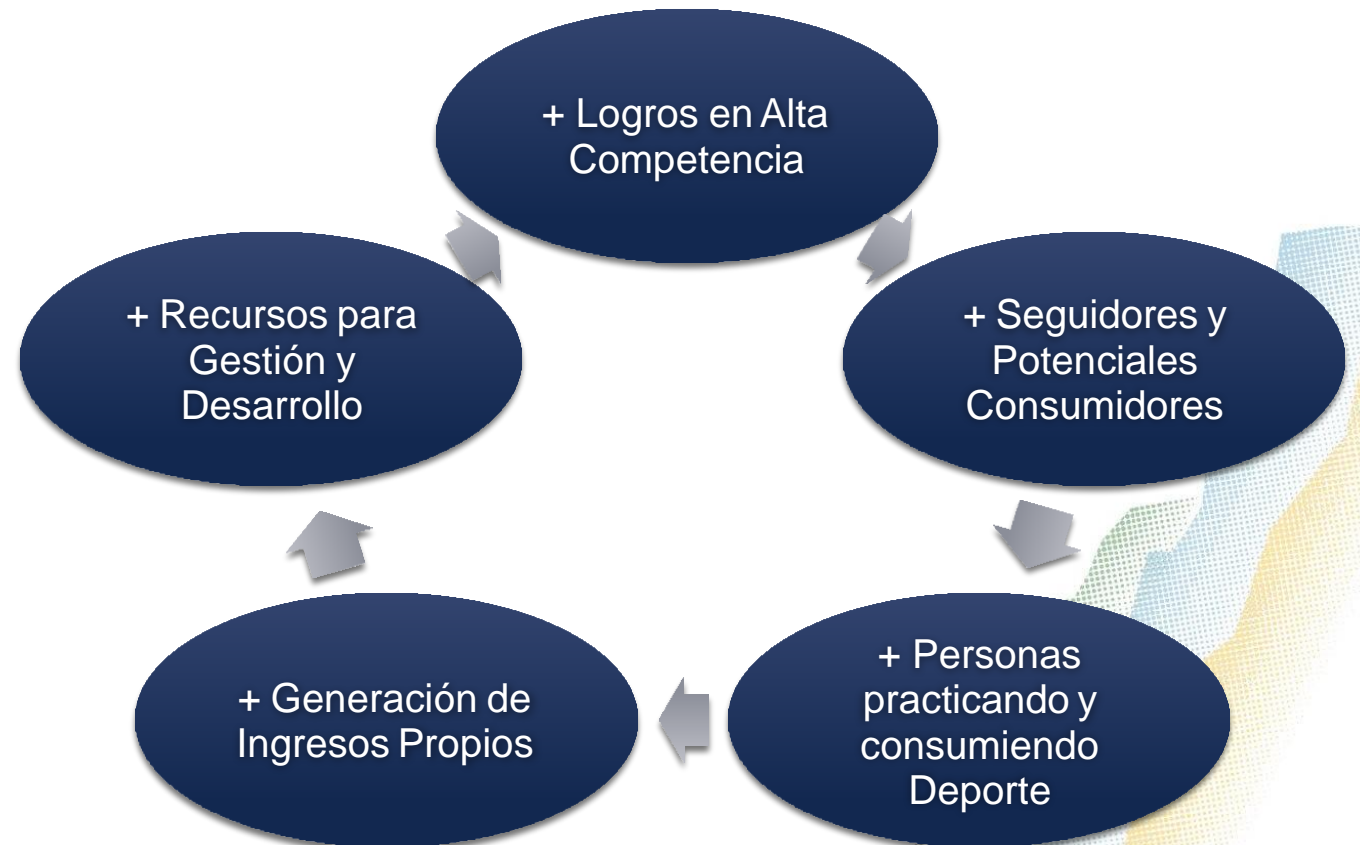 + Logros en Alta
Competencia
+ Seguidores y
Potenciales
Consumidores
+ Personas
practicando y
consumiendo
Deporte
+ Generación de
Ingresos Propios
+ Recursos para
Gestión y
Desarrollo